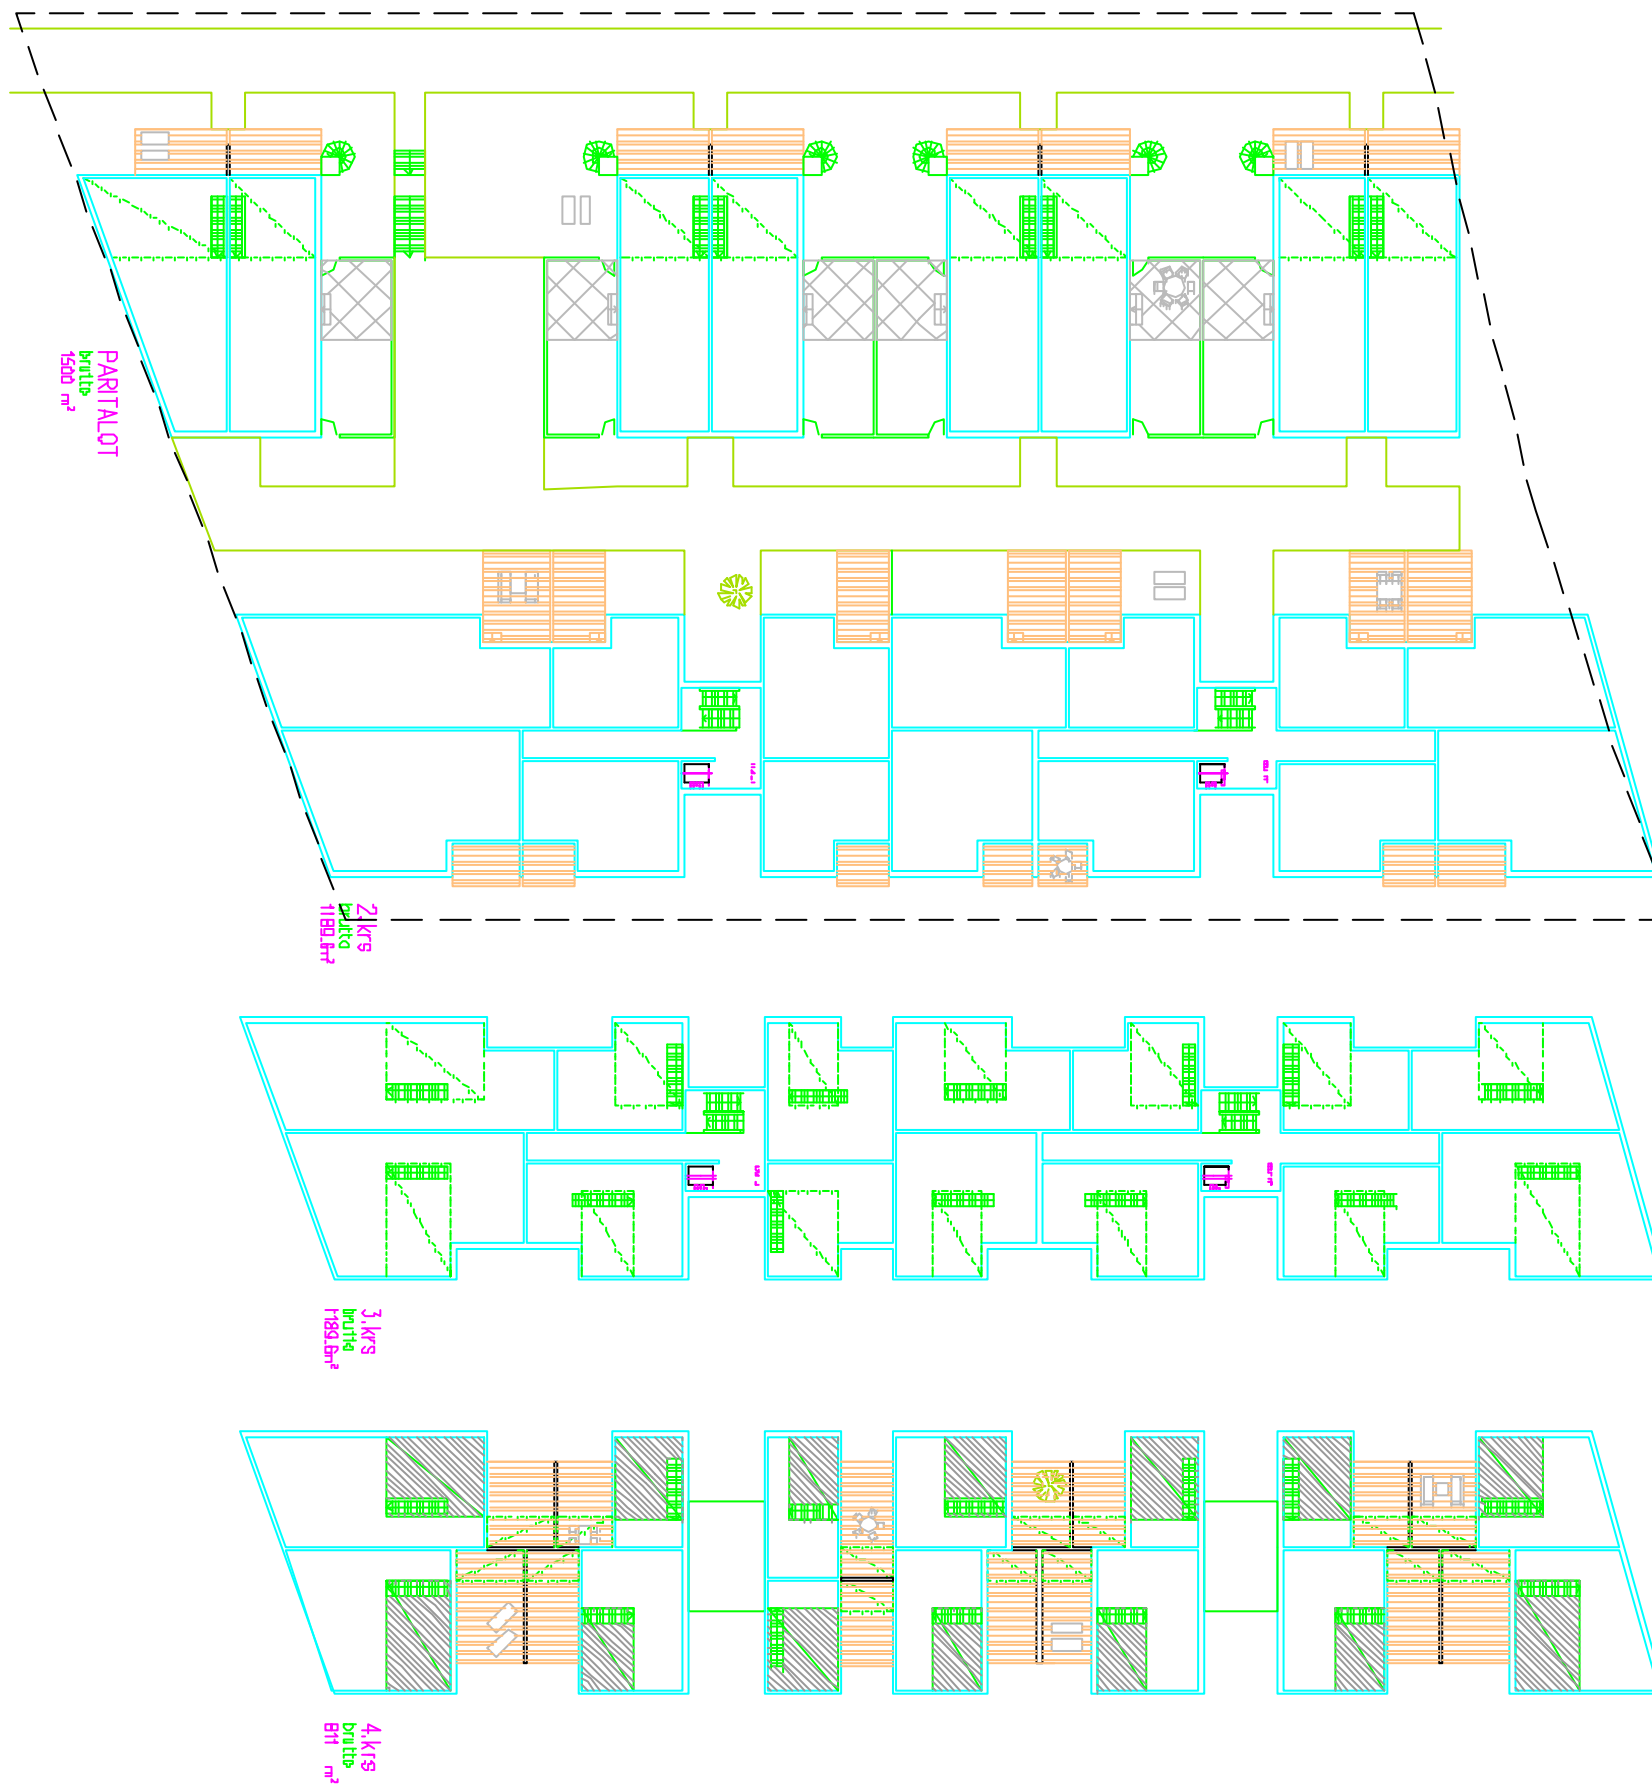 PARITALOT
brutto
1500 m²
2.krs
brutto
1189.6m²
3.krs
brutto
1189.6m²
4.krs
brutto
811 m²